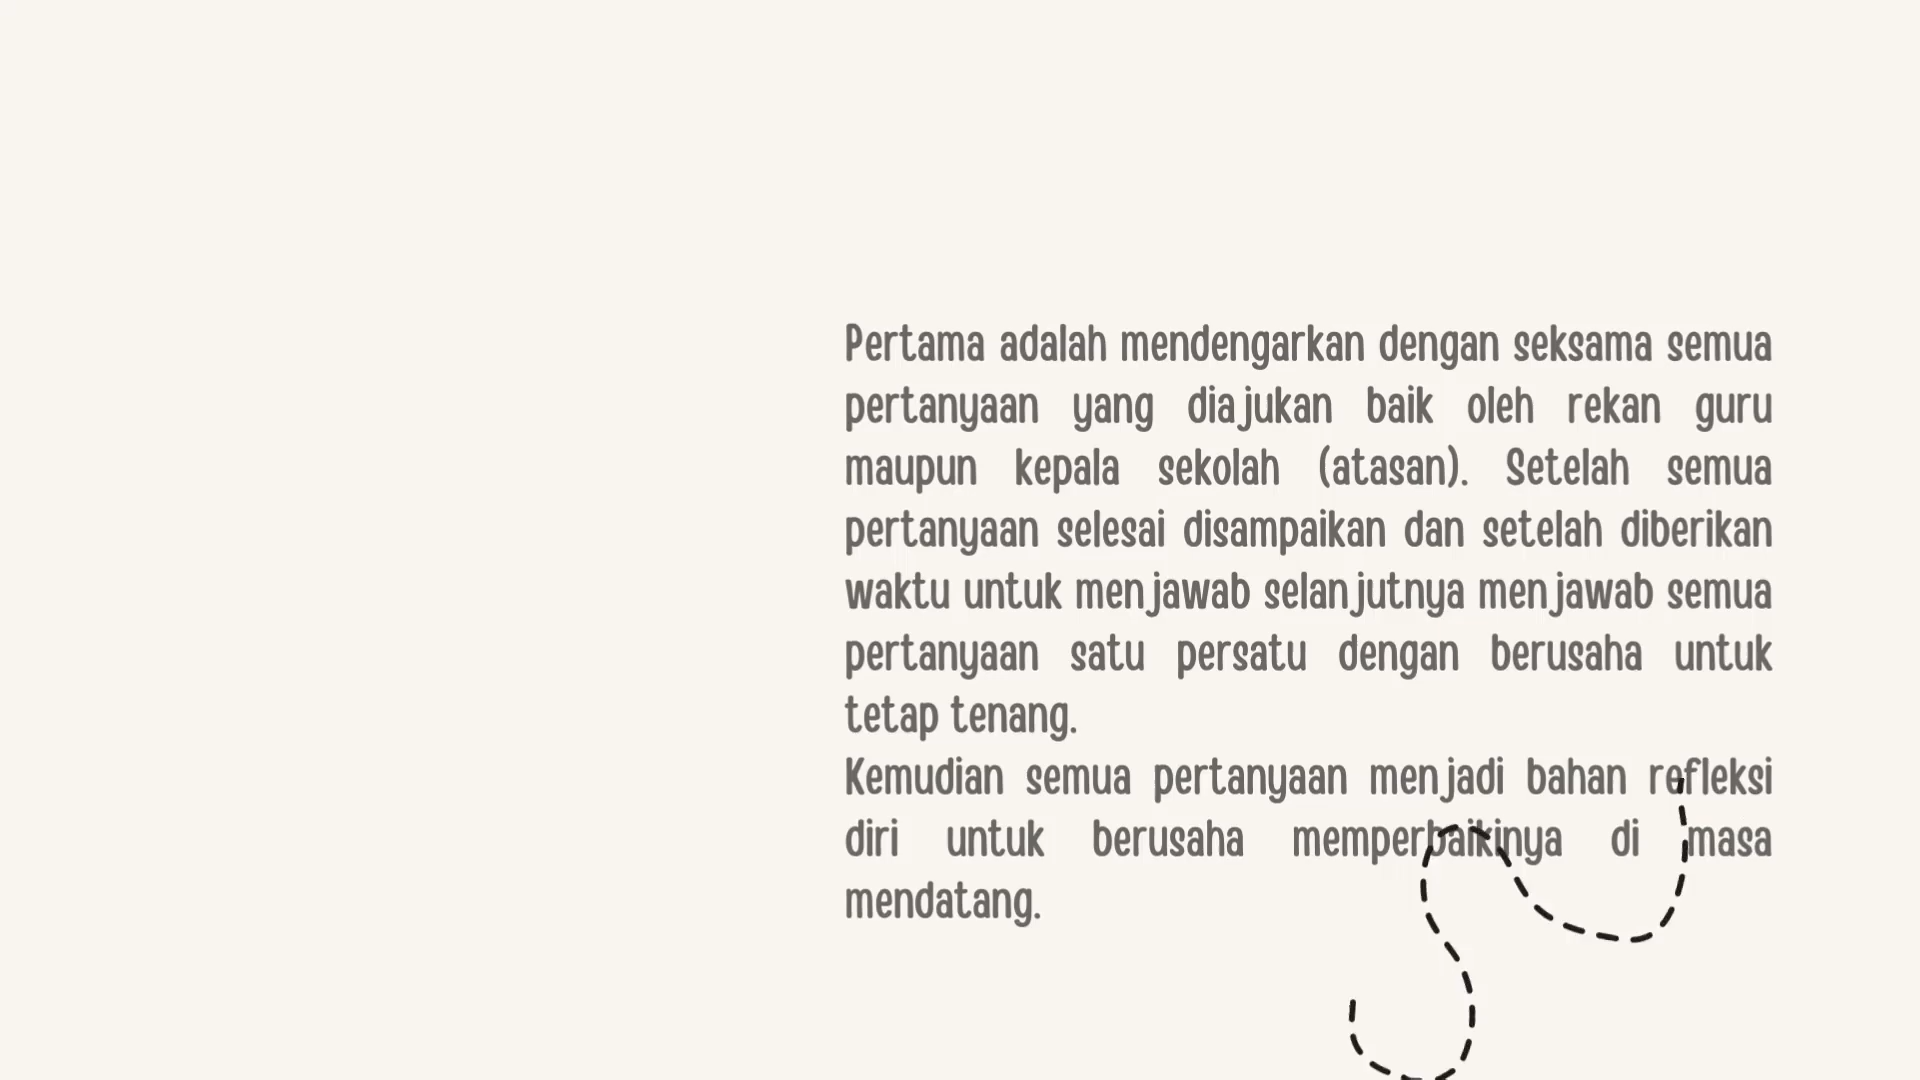 Pertama adalah mendengarkan dengan seksama semua
pertanyaan yang diajukan baik oleh rekan guru
maupun kepala sekolah (atasan). Setelah semua
pertanyaan selesai disampaikan dan setelah diberikan
waktu untuk menjawab selanjutnya menjawab semua
pertanyaan satu persatu dengan berusaha untuk
tetap tenang.
Kemudian semua pertanyaan menjadi bahan refleksi
diri untuk berusaha memperbaikinya di masa
mendatang.